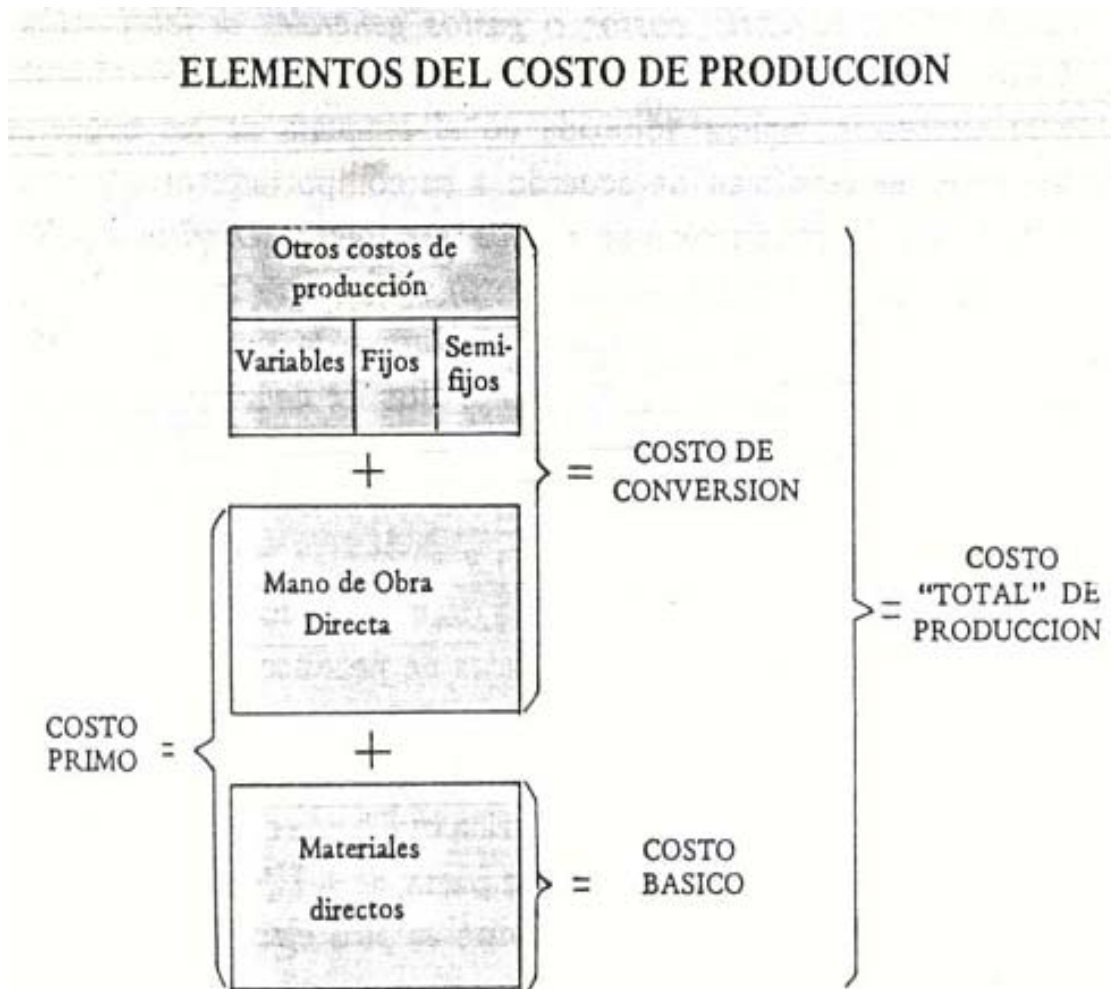 ELEMENTOS DEL COSTO DE PRODUCCION
Otros costos de
producción
Variables Fijos Semi-
fijos
+
= COSTO DE
CONVERSION
Mano de Obra
Directa
COSTO
"TOTAL" DE
= PRODUCCION
COSTO
PRIMO =
+
Materiales
directos
= COSTO
BASICO